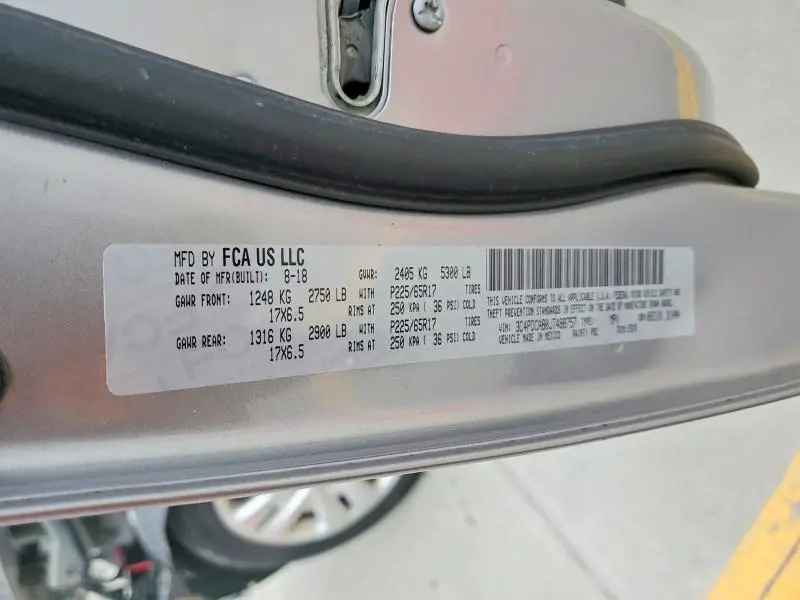 MFD BY FCA US LLC
DATE OF MFR(BUILT): 8-18 GVWR: 2405 KG 5300 LB
GAWR FRONT: 1248 KG 2750 LB WITH P225/65R17 TIRES
17X6.5 RIMS AT 250 KPA ( 36 PSI) COLD
GAWR REAR: 1316 KG 2900 LB WITH P225/65R17 TIRES
17X6.5 RIMS AT 250 KPA ( 36 PSI) COLD
THIS VEHICLE CONFORMS TO ALL APPLICABLE U.S.A. FEDERAL MOTOR VEHICLE SAFETY AND
THEFT PREVENTION STANDARDS IN EFFECT ON THE DATE OF MANUFACTURE SHOWN ABOVE.
VIN:
VEHICLE MADE IN MEXICO PAINT: PDC